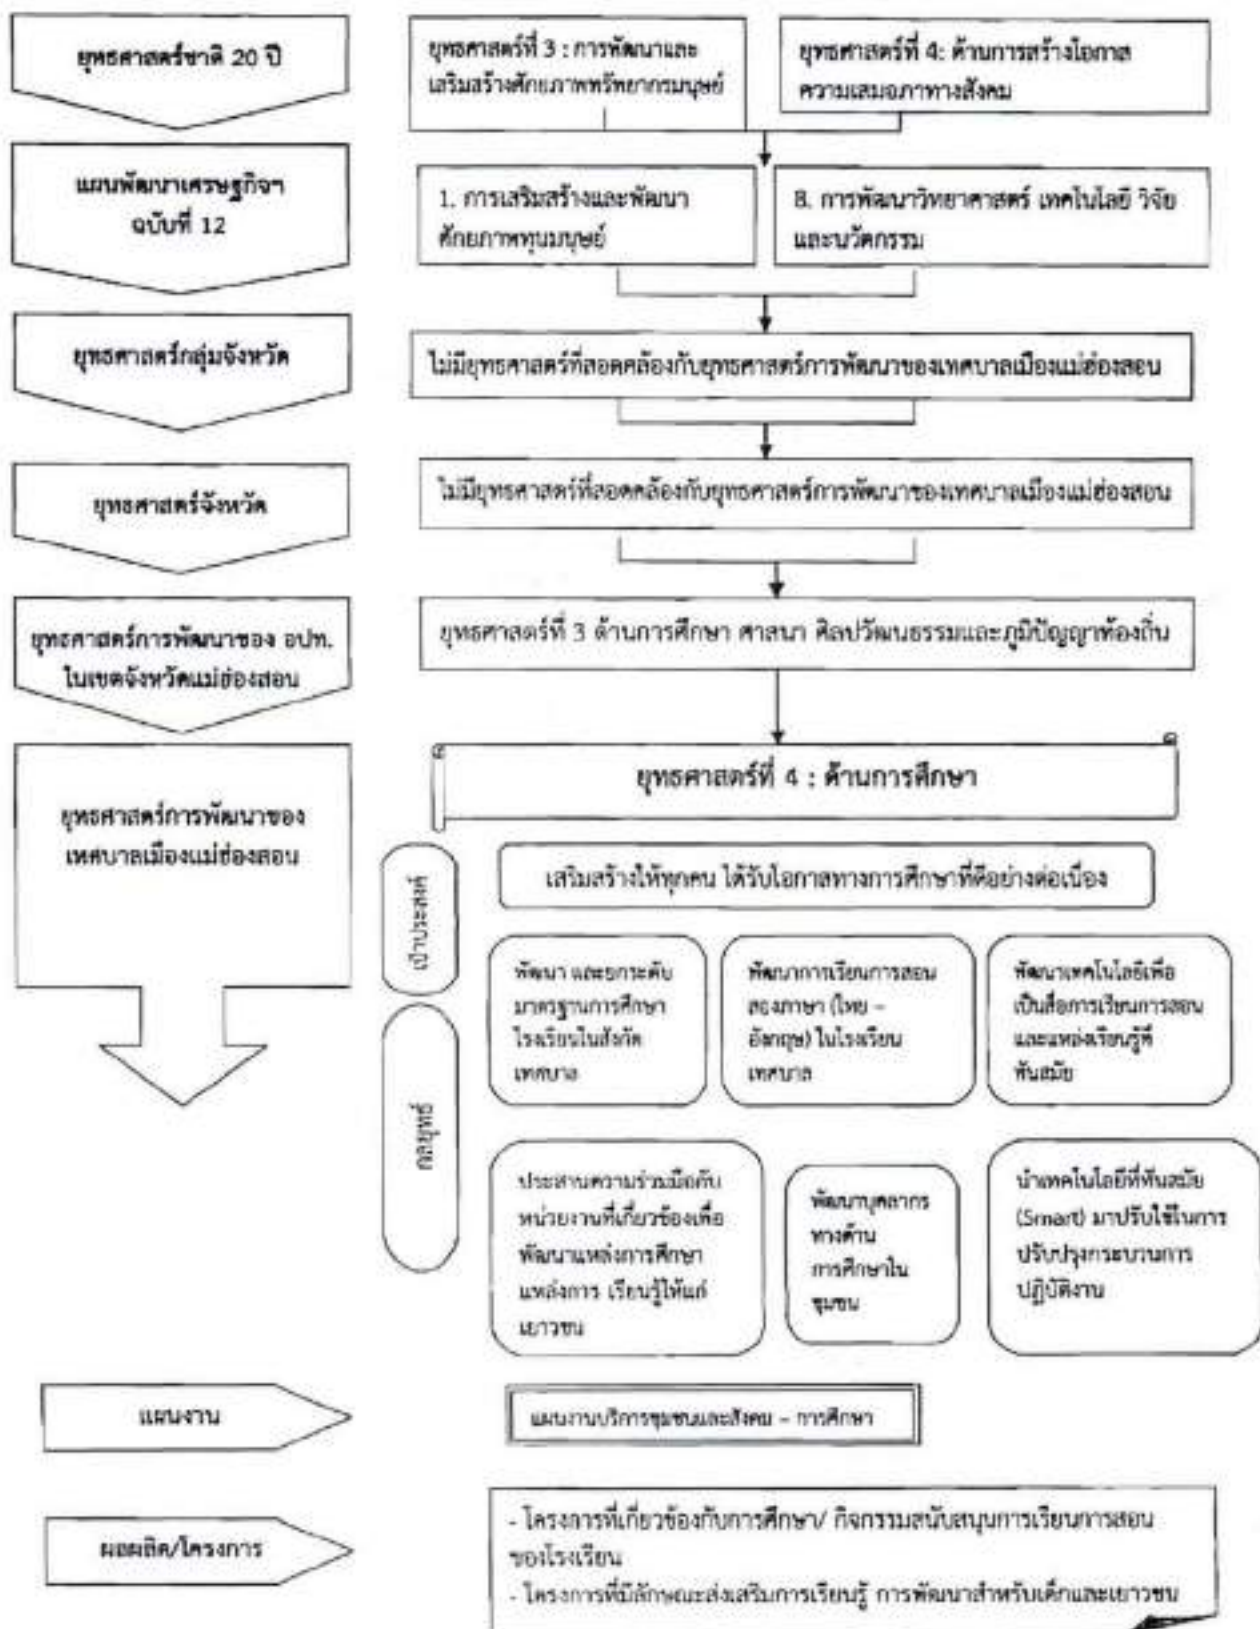 ยุทธศาสตร์ชาติ 20 ปี
ยุทธศาสตร์ที่ 3 : การพัฒนาและ
เสริมสร้างศักยภาพทรัพยากรมนุษย์
ยุทธศาสตร์ที่ 4: ด้านการสร้างโอกาส
ความเสมอภาทางสังคม
แผนพัฒนาเศรษฐกิจฯ
ฉบับที่ 12
1. การเสริมสร้างและพัฒนา
ศักยภาพทุนมนุษย์
8. การพัฒนาวิทยาศาสตร์ เทคโนโลยี วิจัย
และนวัตกรรม
ยุทธศาสตร์กลุ่มจังหวัด
ไม่มียุทธศาสตร์ที่สอดคล้องกับยุทธศาสตร์การพัฒนาของเทศบาลเมืองแม่ฮ่องสอน
ยุทธศาสตร์จังหวัด
ไม่มียุทธศาสตร์ที่สอดคล้องกับยุทธศาสตร์การพัฒนาของเทศบาลเมืองแม่ฮ่องสอน
ยุทธศาสตร์การพัฒนาของ อปท.
ในเขตจังหวัดแม่ฮ่องสอน
ยุทธศาสตร์ที่ 3 ด้านการศึกษา ศาสนา ศิลปวัฒนธรรมและภูมิปัญญาท้องถิ่น
ยุทธศาสตร์การพัฒนาของ
เทศบาลเมืองแม่ฮ่องสอน
ยุทธศาสตร์ที่ 4 : ด้านการศึกษา
เป้าประสงค์
เสริมสร้างให้ทุกคน ได้รับโอกาสทางการศึกษาที่ดีอย่างต่อเนื่อง
กลยุทธ์
พัฒนา และยกระดับ
มาตรฐานการศึกษา
โรงเรียนในสังกัด
เทศบาล
พัฒนาการเรียนการสอน
สองภาษา (ไทย –
อังกฤษ) ในโรงเรียน
เทศบาล
พัฒนาเทคโนโลยีเพื่อ
เป็นสื่อการเรียนการสอน
และแหล่งเรียนรู้ที่
ทันสมัย
ประสานความร่วมมือกับ
หน่วยงานที่เกี่ยวข้องเพื่อ
พัฒนาแหล่งการศึกษา
แหล่งการ เรียนรู้ให้แก่
เยาวชน
พัฒนาบุคลากร
ทางด้าน
การศึกษาใน
ชุมชน
นำเทคโนโลยีที่ทันสมัย
(Smart) มาปรับใช้ในการ
ปรับปรุงกระบวนการ
ปฏิบัติงาน
แผนงาน
แผนงานบริการชุมชนและสังคม – การศึกษา
ผลผลิต/โครงการ
- โครงการที่เกี่ยวข้องกับการศึกษา/ กิจกรรมสนับสนุนการเรียนการสอน
ของโรงเรียน
- โครงการที่มีลักษณะส่งเสริมการเรียนรู้ การพัฒนาสำหรับเด็กและเยาวชน